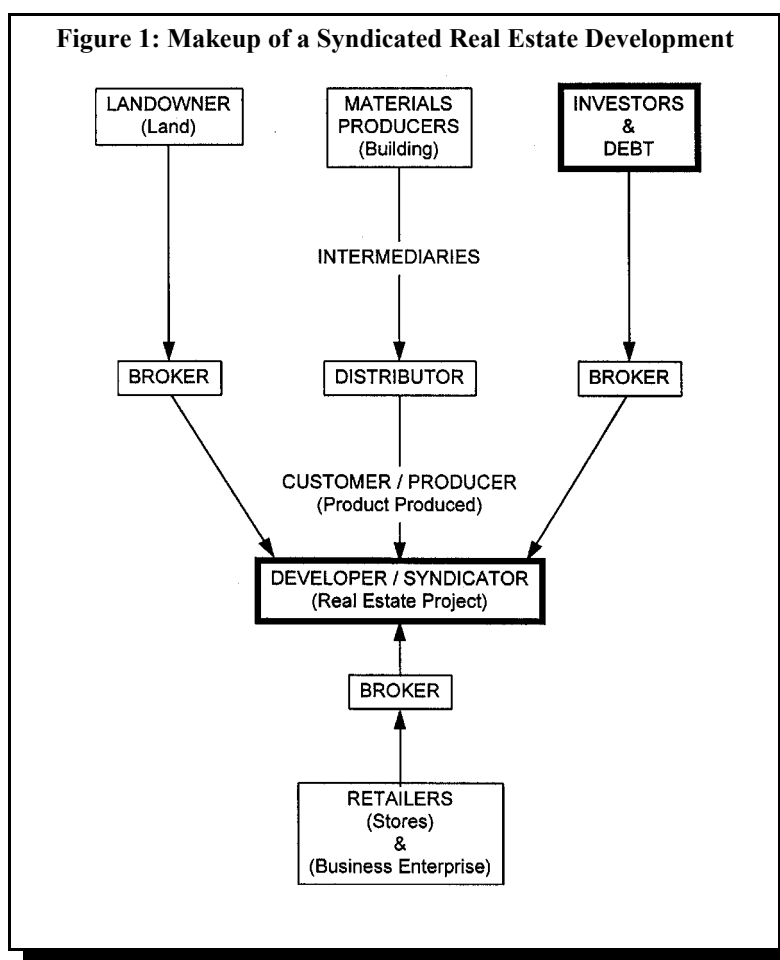 Figure 1: Makeup of a Syndicated Real Estate Development
LANDOWNER
(Land)
MATERIALS
PRODUCERS
(Building)
INVESTORS
&
DEBT
INTERMEDIARIES
BROKER
DISTRIBUTOR
BROKER
CUSTOMER / PRODUCER
(Product Produced)
DEVELOPER / SYNDICATOR
(Real Estate Project)
BROKER
RETAILERS
(Stores)
&
(Business Enterprise)